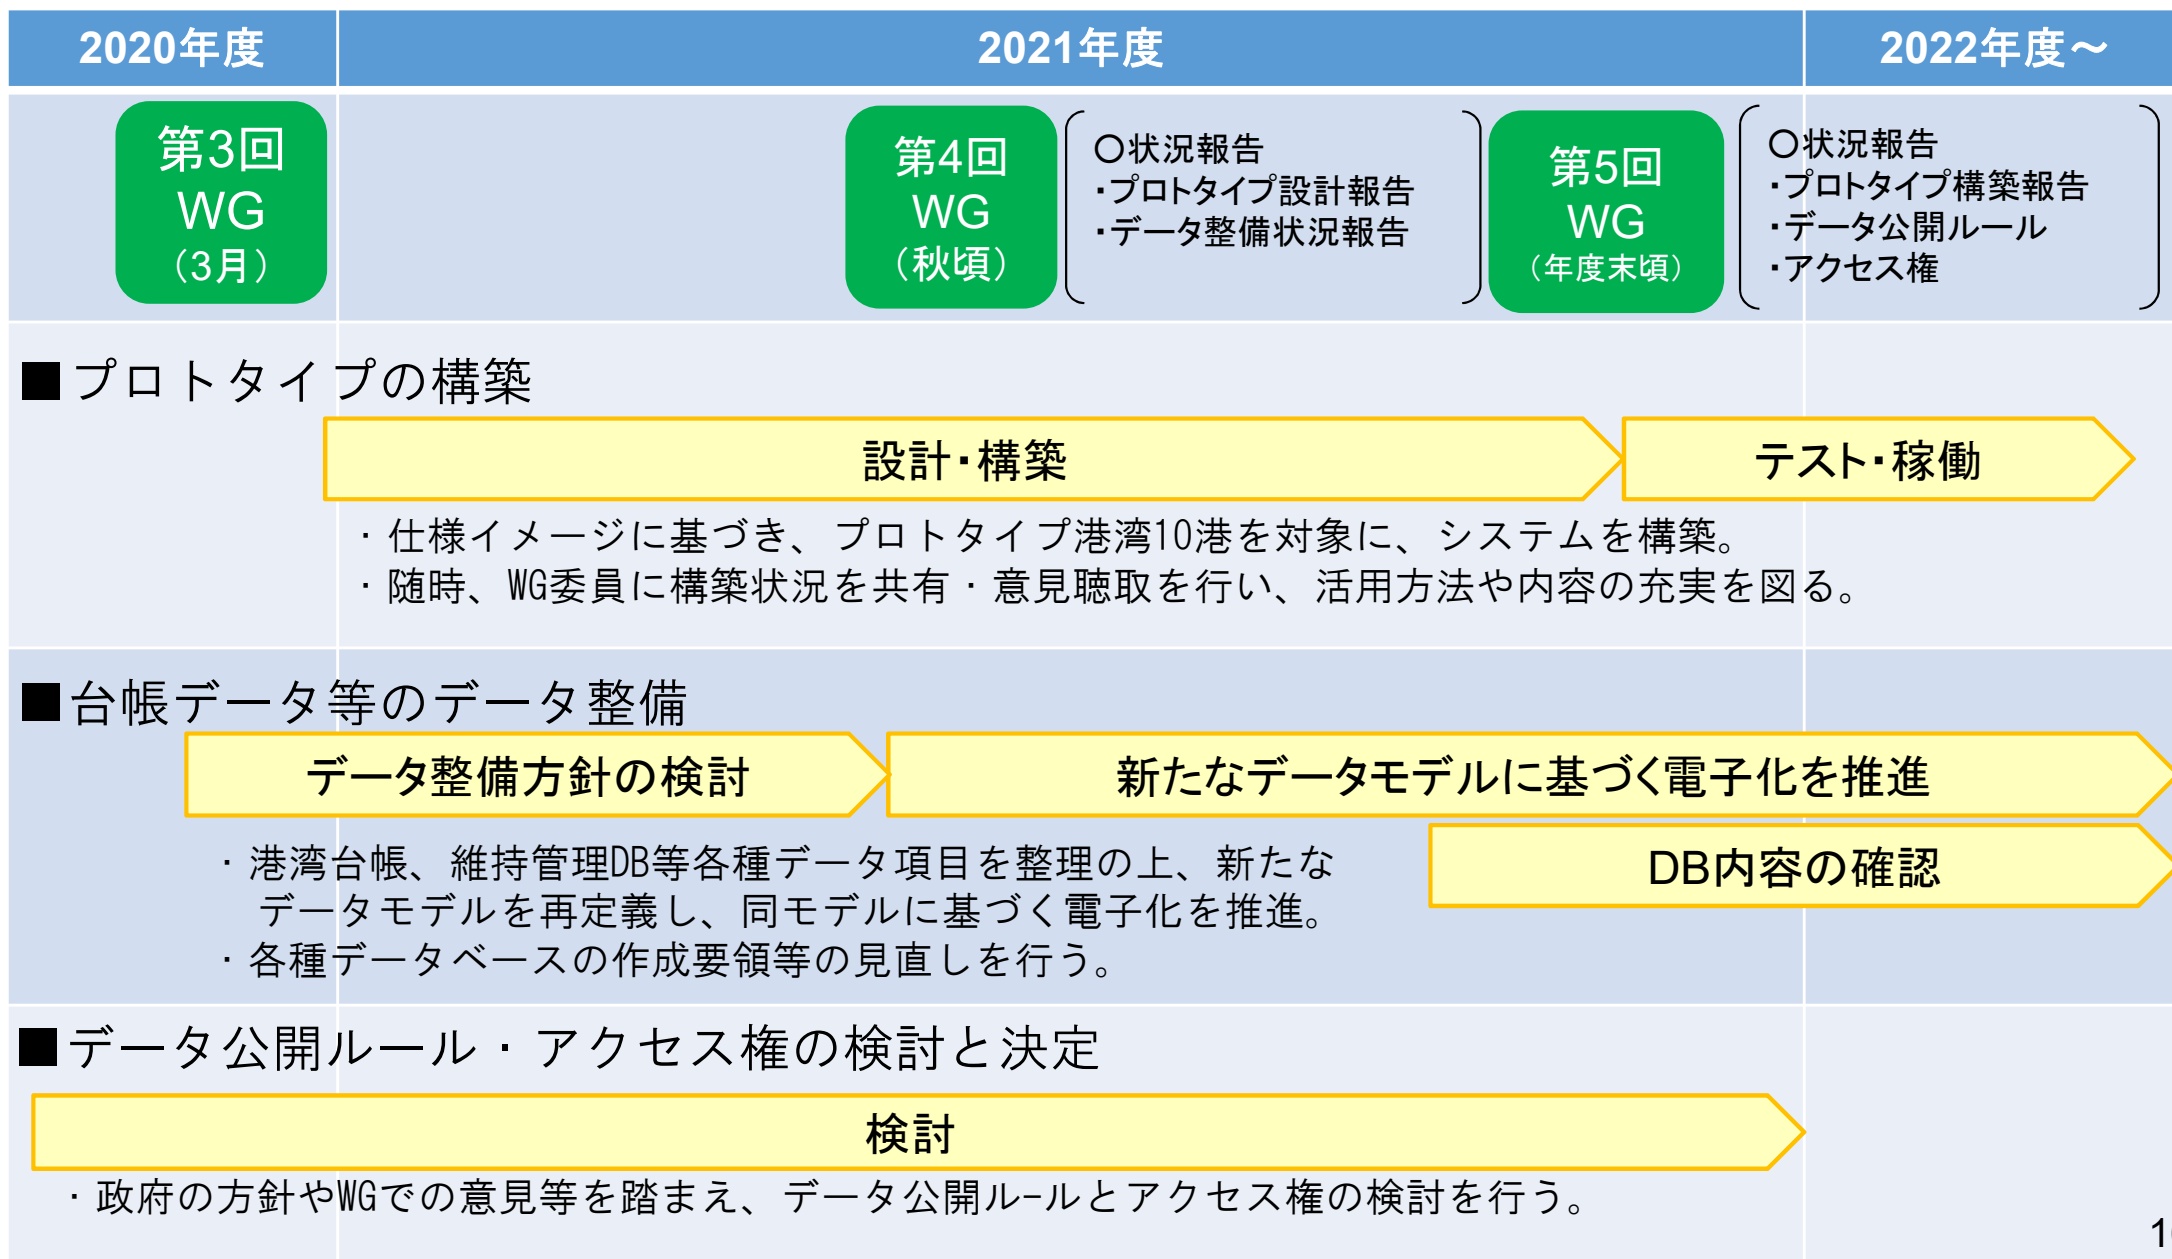 2020年度
2021年度
2022年度～
第3回
WG
（3月）
第4回
WG
（秋頃）
○状況報告
・プロトタイプ設計報告
・データ整備状況報告
第5回
WG
（年度末頃）
○状況報告
・プロトタイプ構築報告
・データ公開ルール
・アクセス権
■プロトタイプの構築
設計・構築
テスト・稼働
・仕様イメージに基づき、プロトタイプ港湾10港を対象に、システムを構築。
・随時、WG委員に構築状況を共有・意見聴取を行い、活用方法や内容の充実を図る。
■台帳データ等のデータ整備
データ整備方針の検討
新たなデータモデルに基づく電子化を推進
DB内容の確認
・港湾台帳、維持管理DB等各種データ項目を整理の上、新たな
データモデルを再定義し、同モデルに基づく電子化を推進。
・各種データベースの作成要領等の見直しを行う。
■データ公開ルール・アクセス権の検討と決定
検討
・政府の方針やWGでの意見等を踏まえ、データ公開ルールとアクセス権の検討を行う。